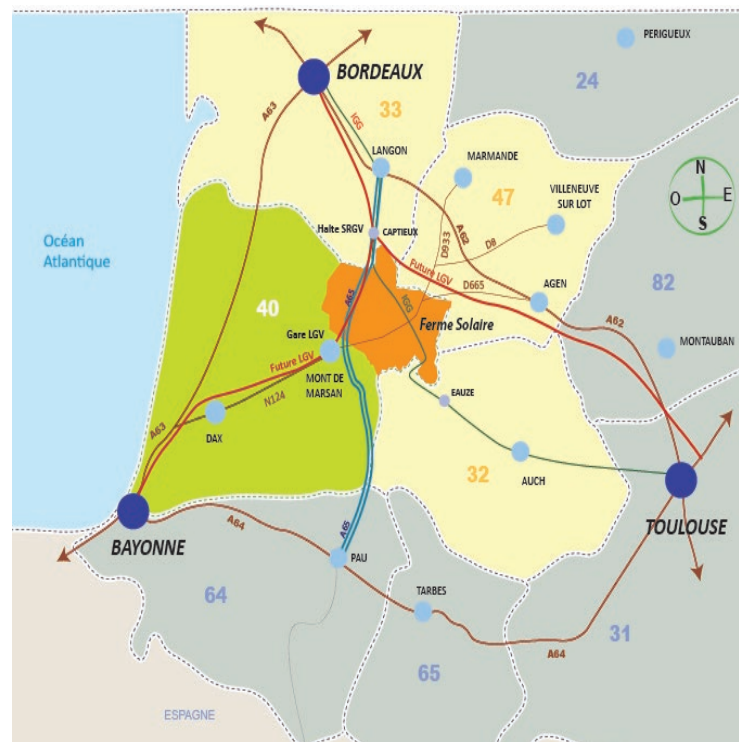 PERIGUEUX
BORDEAUX
24
A63
IGG
33
LANGON
MARMANDE
47
VILLENEUVE
SUR LOT
N
O
E
S
Océan
Atlantique
Halte SRGV
CAPTIEUX
A62
D933
D8
Future LGV
D665
AGEN
82
40
A65
IGG
Ferme Solaire
A62
MONTAUBAN
Gare LGV
Future LGV
MONT DE
MARSAN
N124
EAUZE
A63
DAX
32
AUCH
TOULOUSE
BAYONNE
A64
A65
PAU
64
TARBES
31
65
A64
ESPAGNE